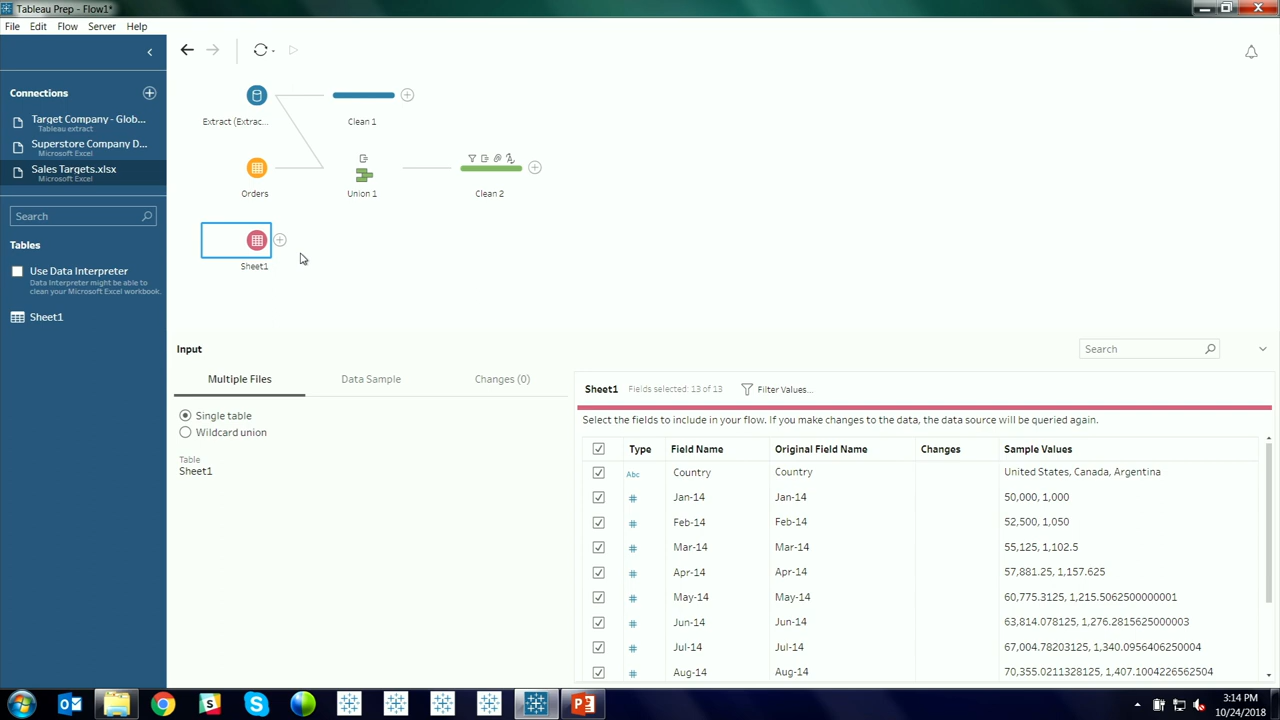 Tableau Prep - Flow1*
File Edit Flow Server Help
Connections
Target Company - Glob...
Tableau extract
Superstore Company D...
Microsoft Excel
Sales Targets.xlsx
Microsoft Excel
Search
Tables
Use Data Interpreter
Data Interpreter might be able to
clean your Microsoft Excel workbook.
Sheet1
Extract (Extrac...
Clean 1
Orders
Union 1
Clean 2
Sheet1
Input
Search
Multiple Files Data Sample Changes (0)
Single table
Wildcard union
Table
Sheet1
Sheet1 Fields selected: 13 of 13 Filter Values...
Select the fields to include in your flow. If you make changes to the data, the data source will be queried again.
Type Field Name Original Field Name Changes Sample Values
Abc Country Country United States, Canada, Argentina
# Jan-14 Jan-14 50,000, 1,000
# Feb-14 Feb-14 52,500, 1,050
# Mar-14 Mar-14 55,125, 1,102.5
# Apr-14 Apr-14 57,881.25, 1,157.625
# May-14 May-14 60,775.3125, 1,215.5062500000001
# Jun-14 Jun-14 63,814.078125, 1,276.2815625000003
# Jul-14 Jul-14 67,004.78203125, 1,340.0956406250004
# Aug-14 Aug-14 70,355.0211328125, 1,407.1004226562504
3:14 PM
10/24/2018